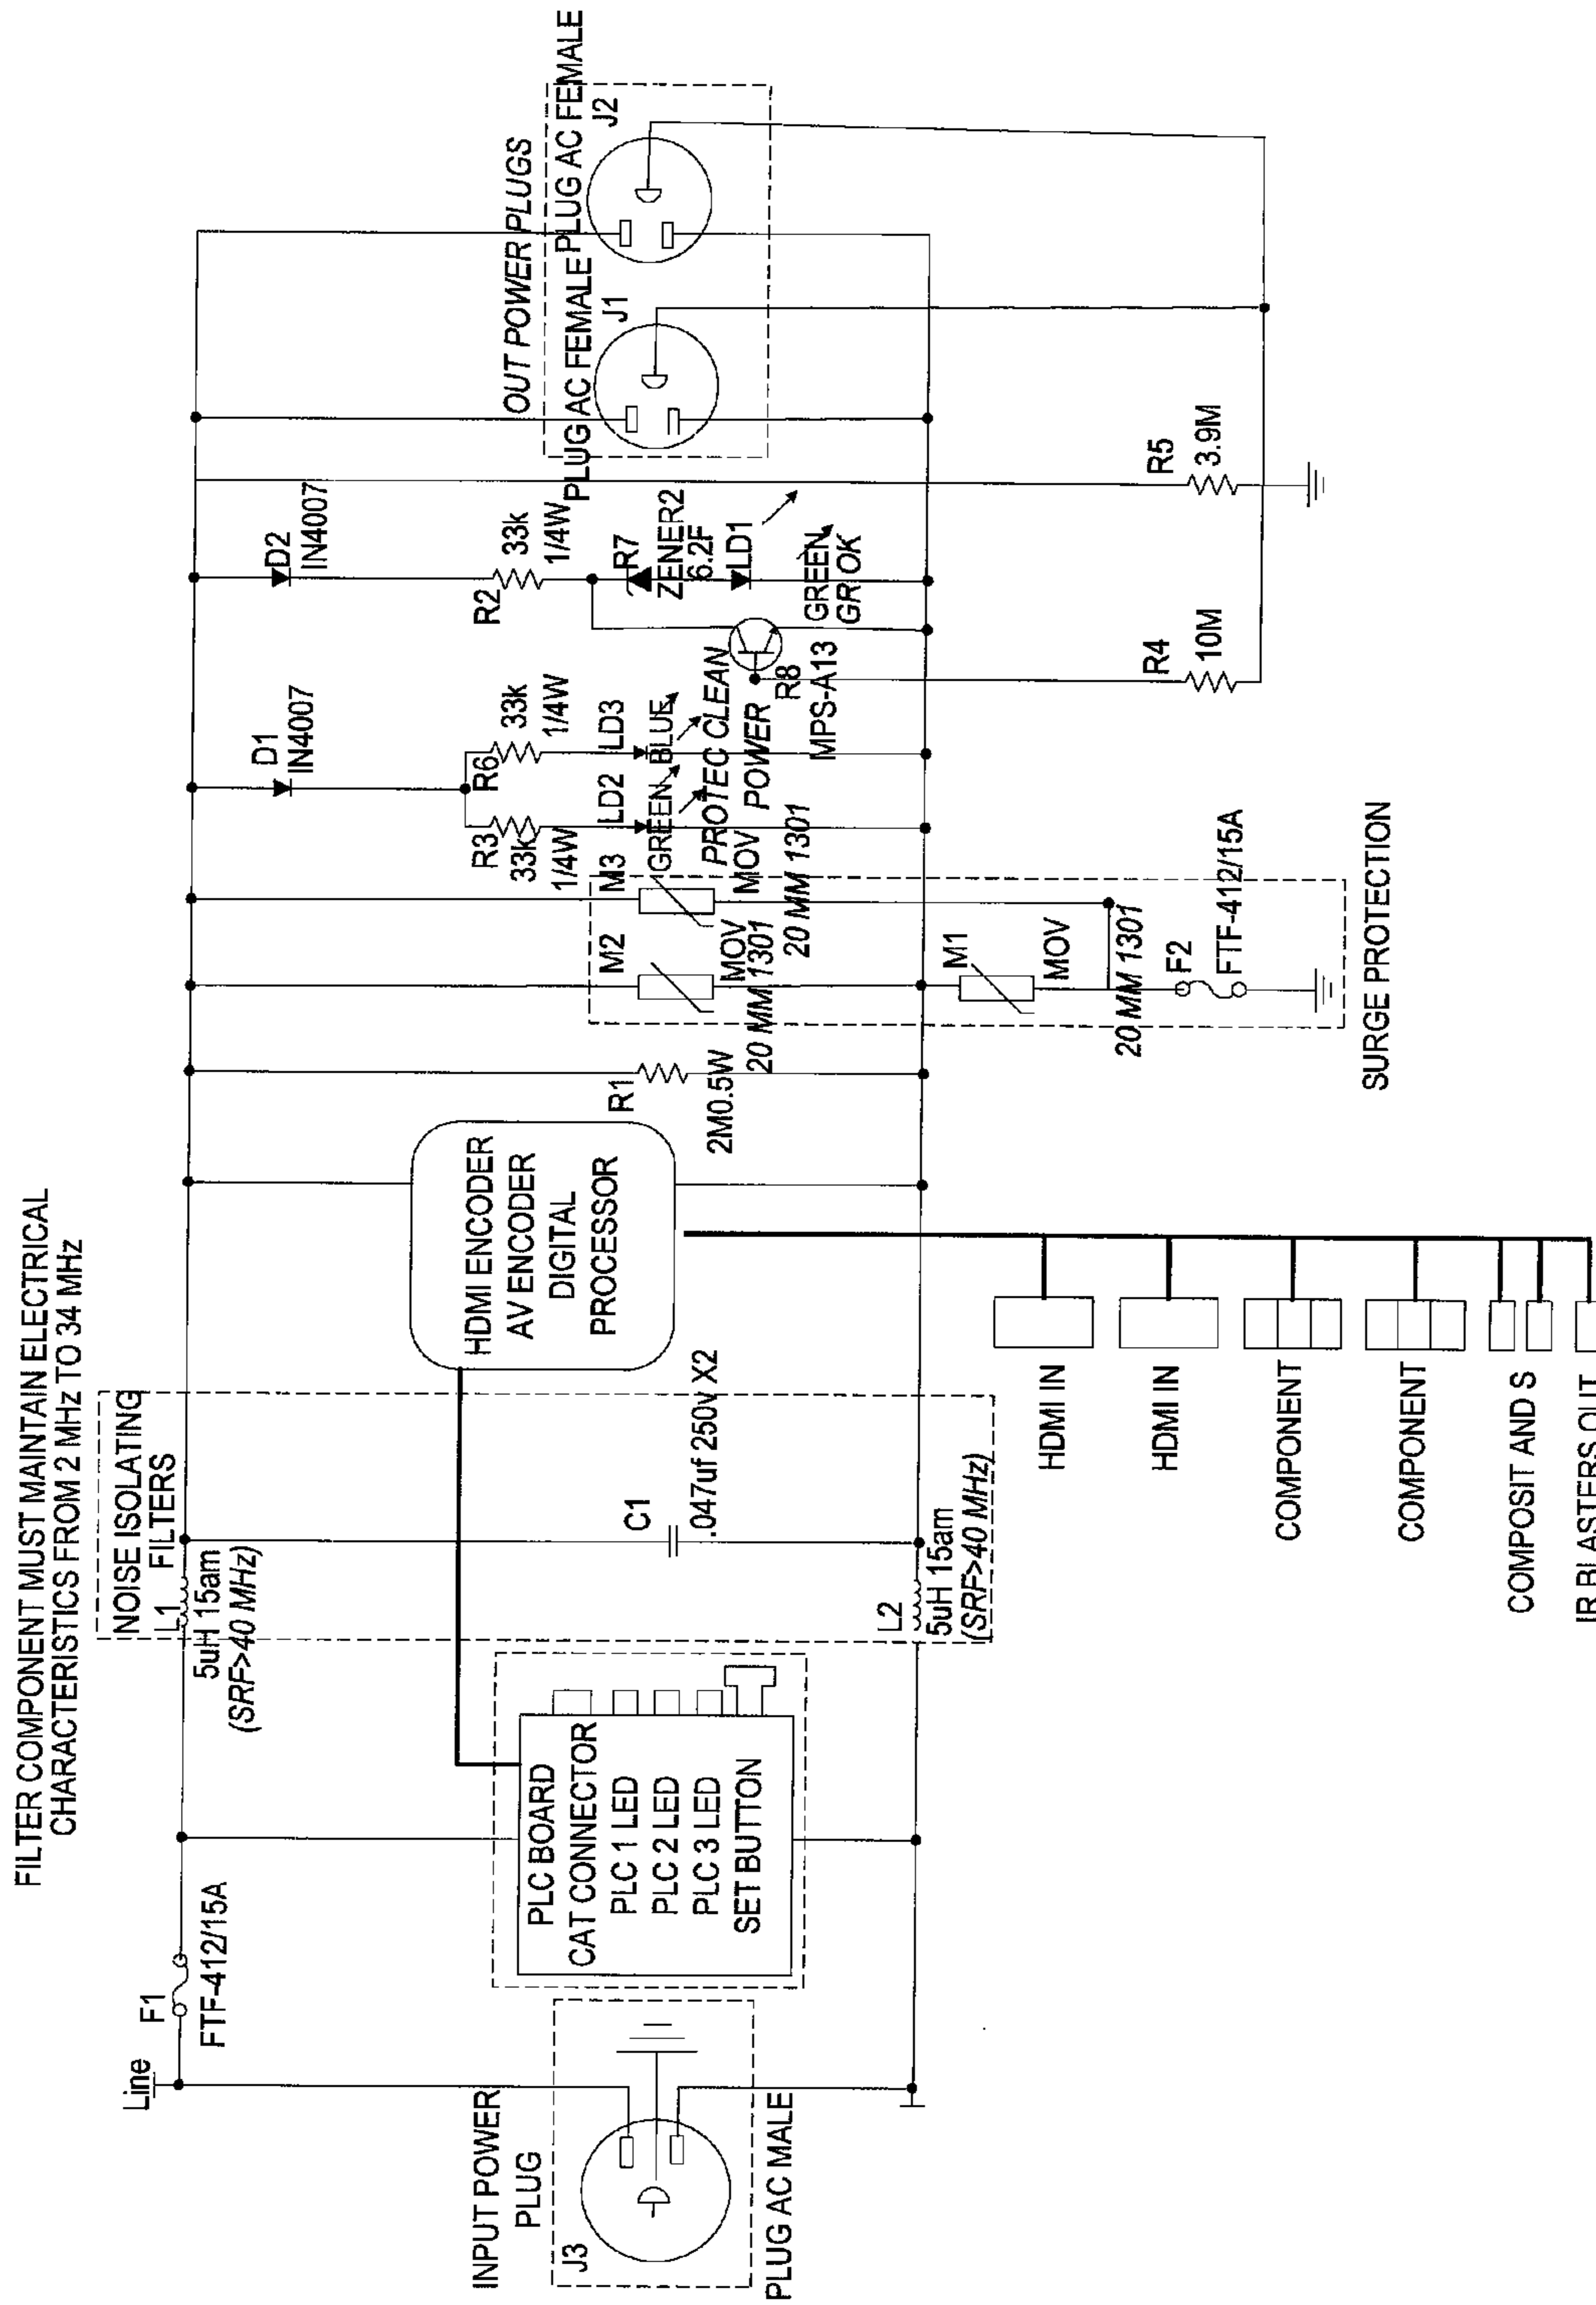 FILTER COMPONENT MUST MAINTAIN ELECTRICAL
CHARACTERISTICS FROM 2 MHz TO 34 MHz
Line
F1
FTF-412/15A
INPUT POWER
PLUG
J3
PLUG AC MALE
PLC BOARD
CAT CONNECTOR
PLC 1 LED
PLC 2 LED
PLC 3 LED
SET BUTTON
NOISE ISOLATING
FILTERS
L1
5uH 15am
(SRF>40 MHz)
C1
.047uf 250v X2
L2
5uH 15am
(SRF>40 MHz)
HDMI ENCODER
AV ENCODER
DIGITAL
PROCESSOR
HDMI IN
HDMI IN
COMPONENT
COMPONENT
COMPOSIT AND S
IR BLASTERS OUT
R1
2M0.5W
M2
MOV
20 MM 1301
M3
MOV
20 MM 1301
M1
MOV
20 MM 1301
F2
FTF-412/15A
SURGE PROTECTION
D1
IN4007
R3
33k
1/4W
R6
33k
1/4W
LD2
GREEN
LD3
BLUE
PROTEC CLEAN
POWER
R8
MPS-A13
D2
IN4007
R2
33k
1/4W
R7
ZENER2
6.2F
LD1
GREEN
GR OK
R4
10M
R5
3.9M
OUT POWER PLUGS
PLUG AC FEMALE PLUG AC FEMALE
J1
J2